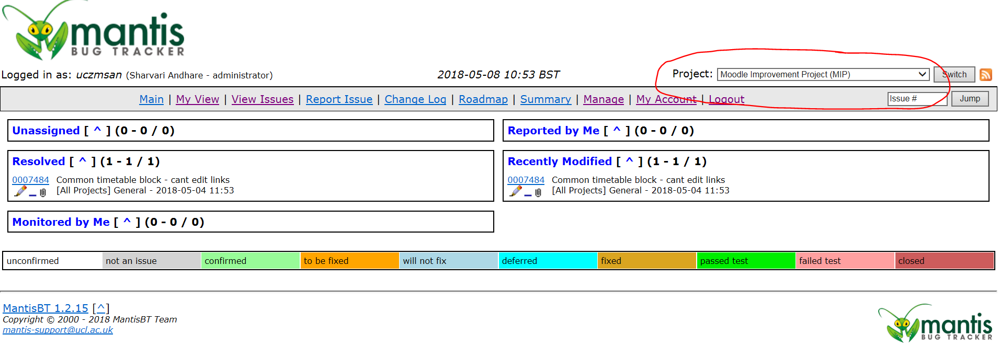 mantis
BUG TRACKER
Logged in as: uczmsan (Sharvari Andhare - administrator)
2018-05-08 10:53 BST
Project: Moodle Improvement Project (MIP) Switch
Main | My View | View Issues | Report Issue | Change Log | Roadmap | Summary | Manage | My Account | Logout
Issue # Jump
Unassigned [ ^ ] (0 - 0 / 0)
Reported by Me [ ^ ] (0 - 0 / 0)
Resolved [ ^ ] (1 - 1 / 1)
0007484 Common timetable block - cant edit links
[All Projects] General - 2018-05-04 11:53
Recently Modified [ ^ ] (1 - 1 / 1)
0007484 Common timetable block - cant edit links
[All Projects] General - 2018-05-04 11:53
Monitored by Me [ ^ ] (0 - 0 / 0)
unconfirmed not an issue confirmed to be fixed will not fix deferred fixed passed test failed test closed
MantisBT 1.2.15 [^]
Copyright © 2000 - 2018 MantisBT Team
mantis-support@ucl.ac.uk
mantis
BUG TRACKER